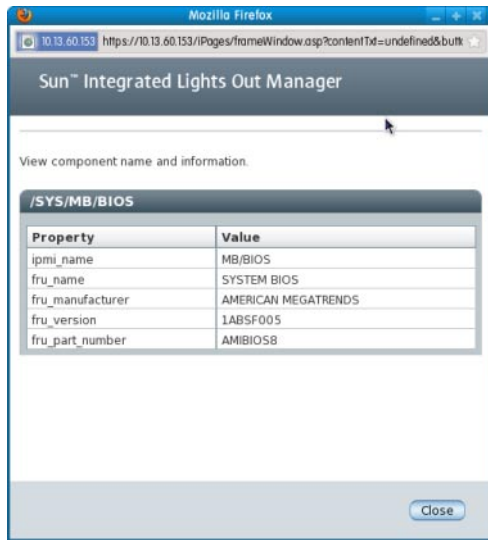 Mozilla Firefox
10.13.60.153 https://10.13.60.153/iPages/frameWindow.asp?contentTxt=undefined&butt
Sun™ Integrated Lights Out Manager
View component name and information.
/SYS/MB/BIOS
Property Value
ipmi_name MB/BIOS
fru_name SYSTEM BIOS
fru_manufacturer AMERICAN MEGATRENDS
fru_version 1ABSF005
fru_part_number AMIBIOS8
Close